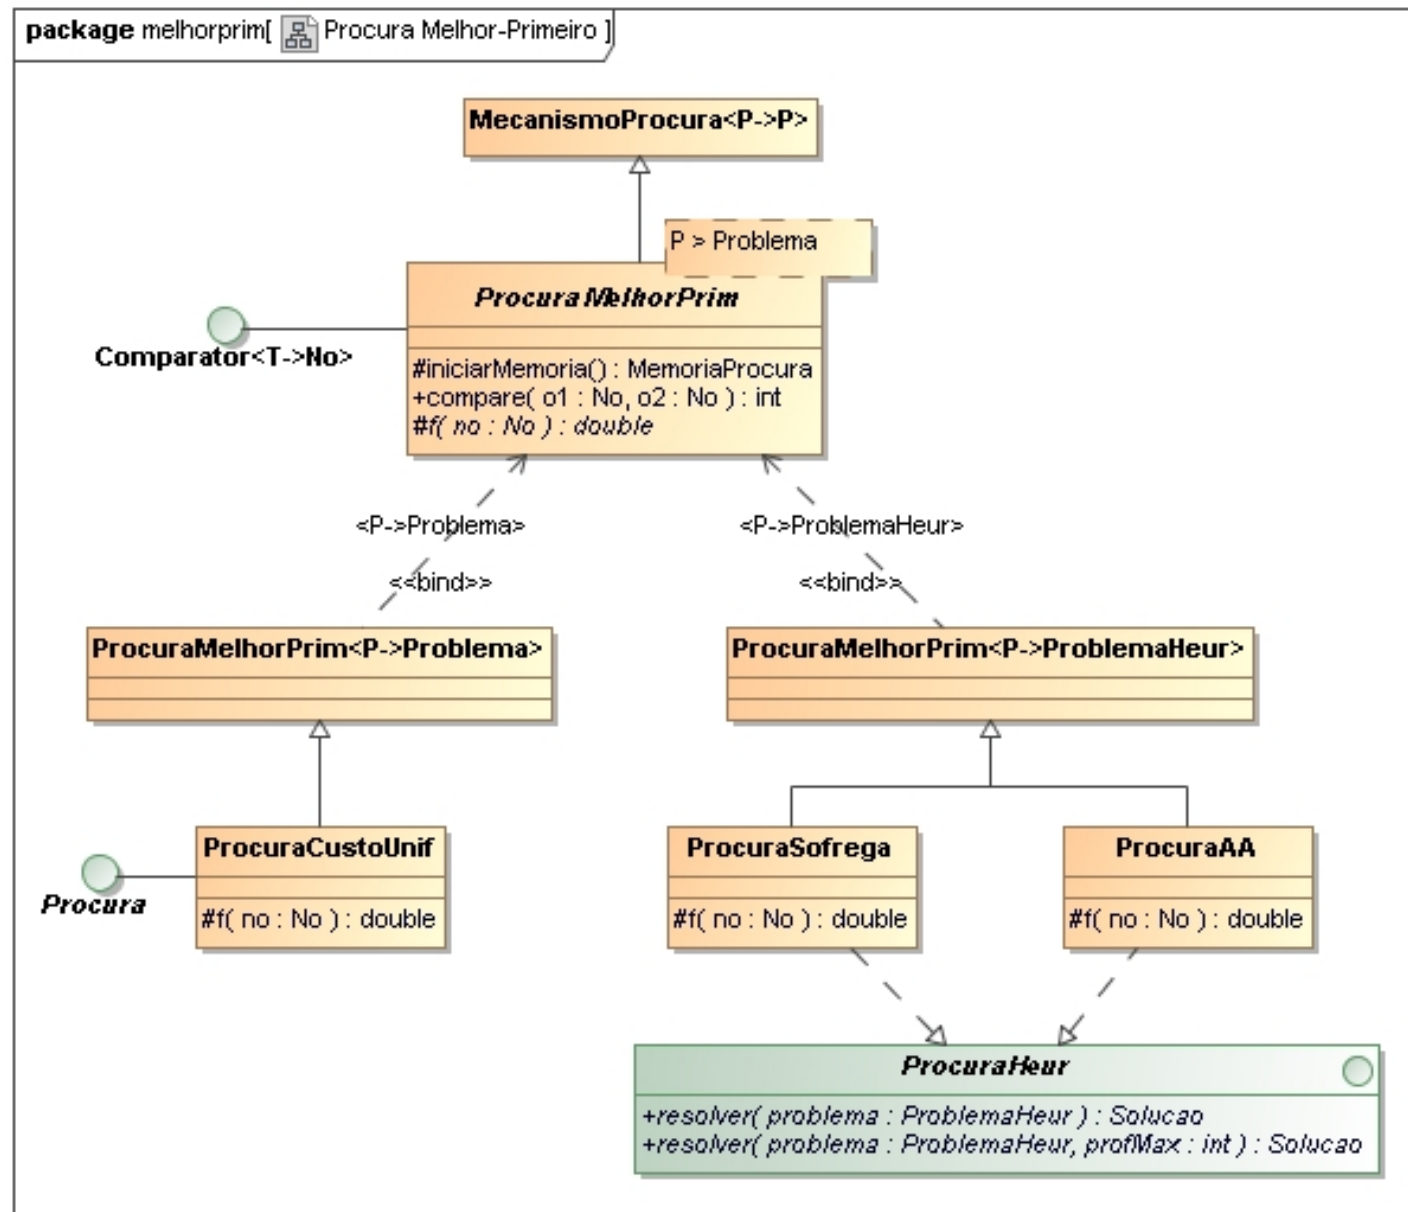 package melhorprim[ Procura Melhor-Primeiro ]
MecanismoProcura<P->P>
P > Problema
ProcuraMelhorPrim
Comparator<T->No>
#iniciarMemoria() : MemoriaProcura
+compare( o1 : No, o2 : No ) : int
#f( no : No ) : double
<P->Problema>
<P->ProblemaHeur>
<<bind>>
<<bind>>
ProcuraMelhorPrim<P->Problema>
ProcuraMelhorPrim<P->ProblemaHeur>
ProcuraCustoUnif
ProcuraSofrega
ProcuraAA
Procura
#f( no : No ) : double
#f( no : No ) : double
#f( no : No ) : double
ProcuraHeur
+resolver( problema : ProblemaHeur ) : Solucao
+resolver( problema : ProblemaHeur, profMax : int ) : Solucao